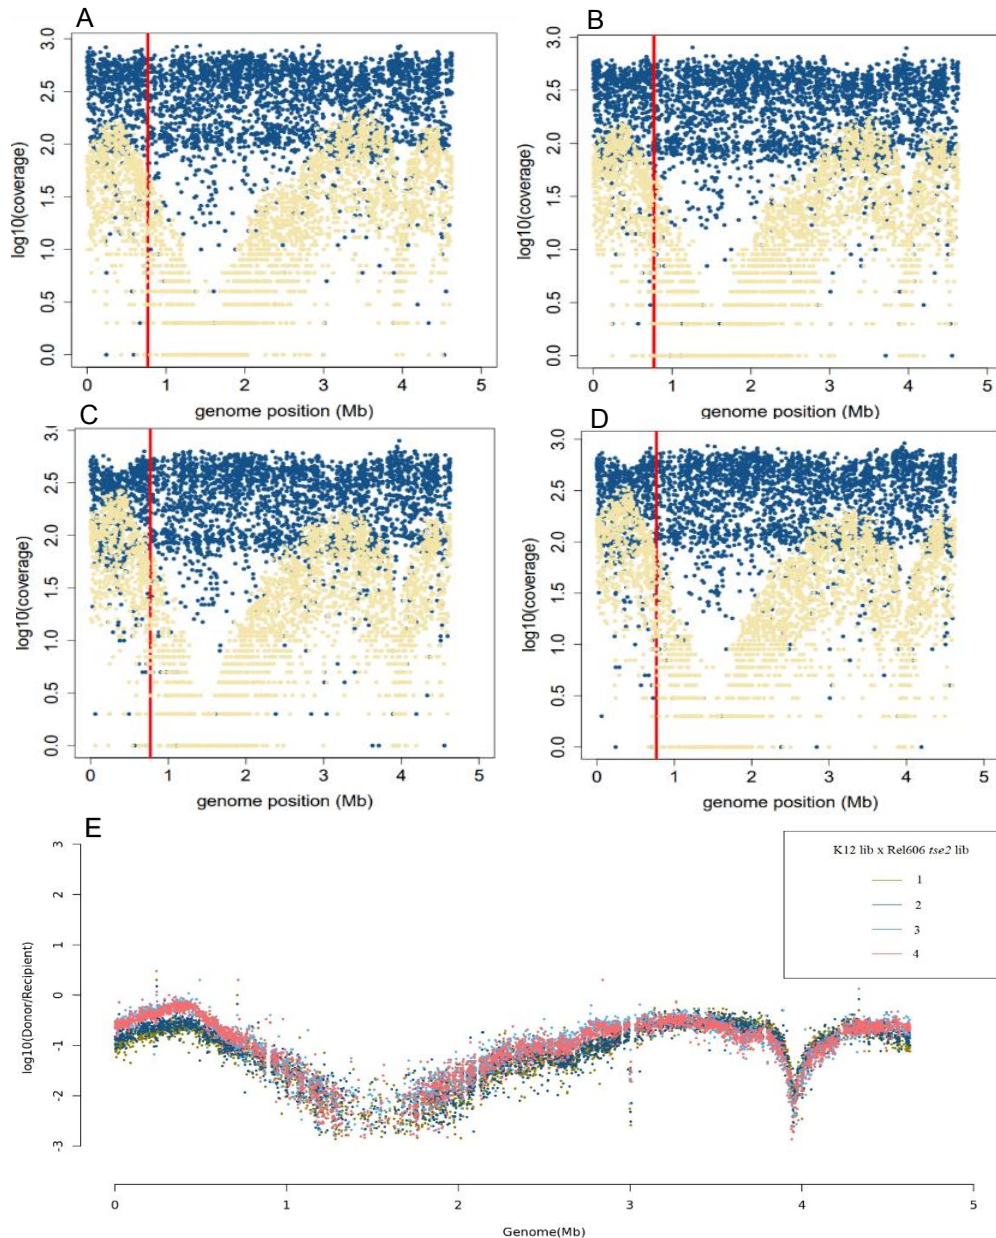 A
log10(coverage)
3.0
2.5
2.0
1.5
1.0
0.5
0.0
0 1 2 3 4 5
genome position (Mb)
B
log10(coverage)
3.0
2.5
2.0
1.5
1.0
0.5
0.0
0 1 2 3 4 5
genome position (Mb)
C
log10(coverage)
2.5
2.0
1.5
1.0
0.5
0.0
0 1 2 3 4 5
genome position (Mb)
D
log10(coverage)
3.0
2.5
2.0
1.5
1.0
0.5
0.0
0 1 2 3 4 5
genome position (Mb)
E
log10(Donor/Recipient)
3
2
1
0
-1
-2
-3
0 1 2 3 4 5
Genome(Mb)
K12 lib x Rel606 tse2 lib
1
2
3
4